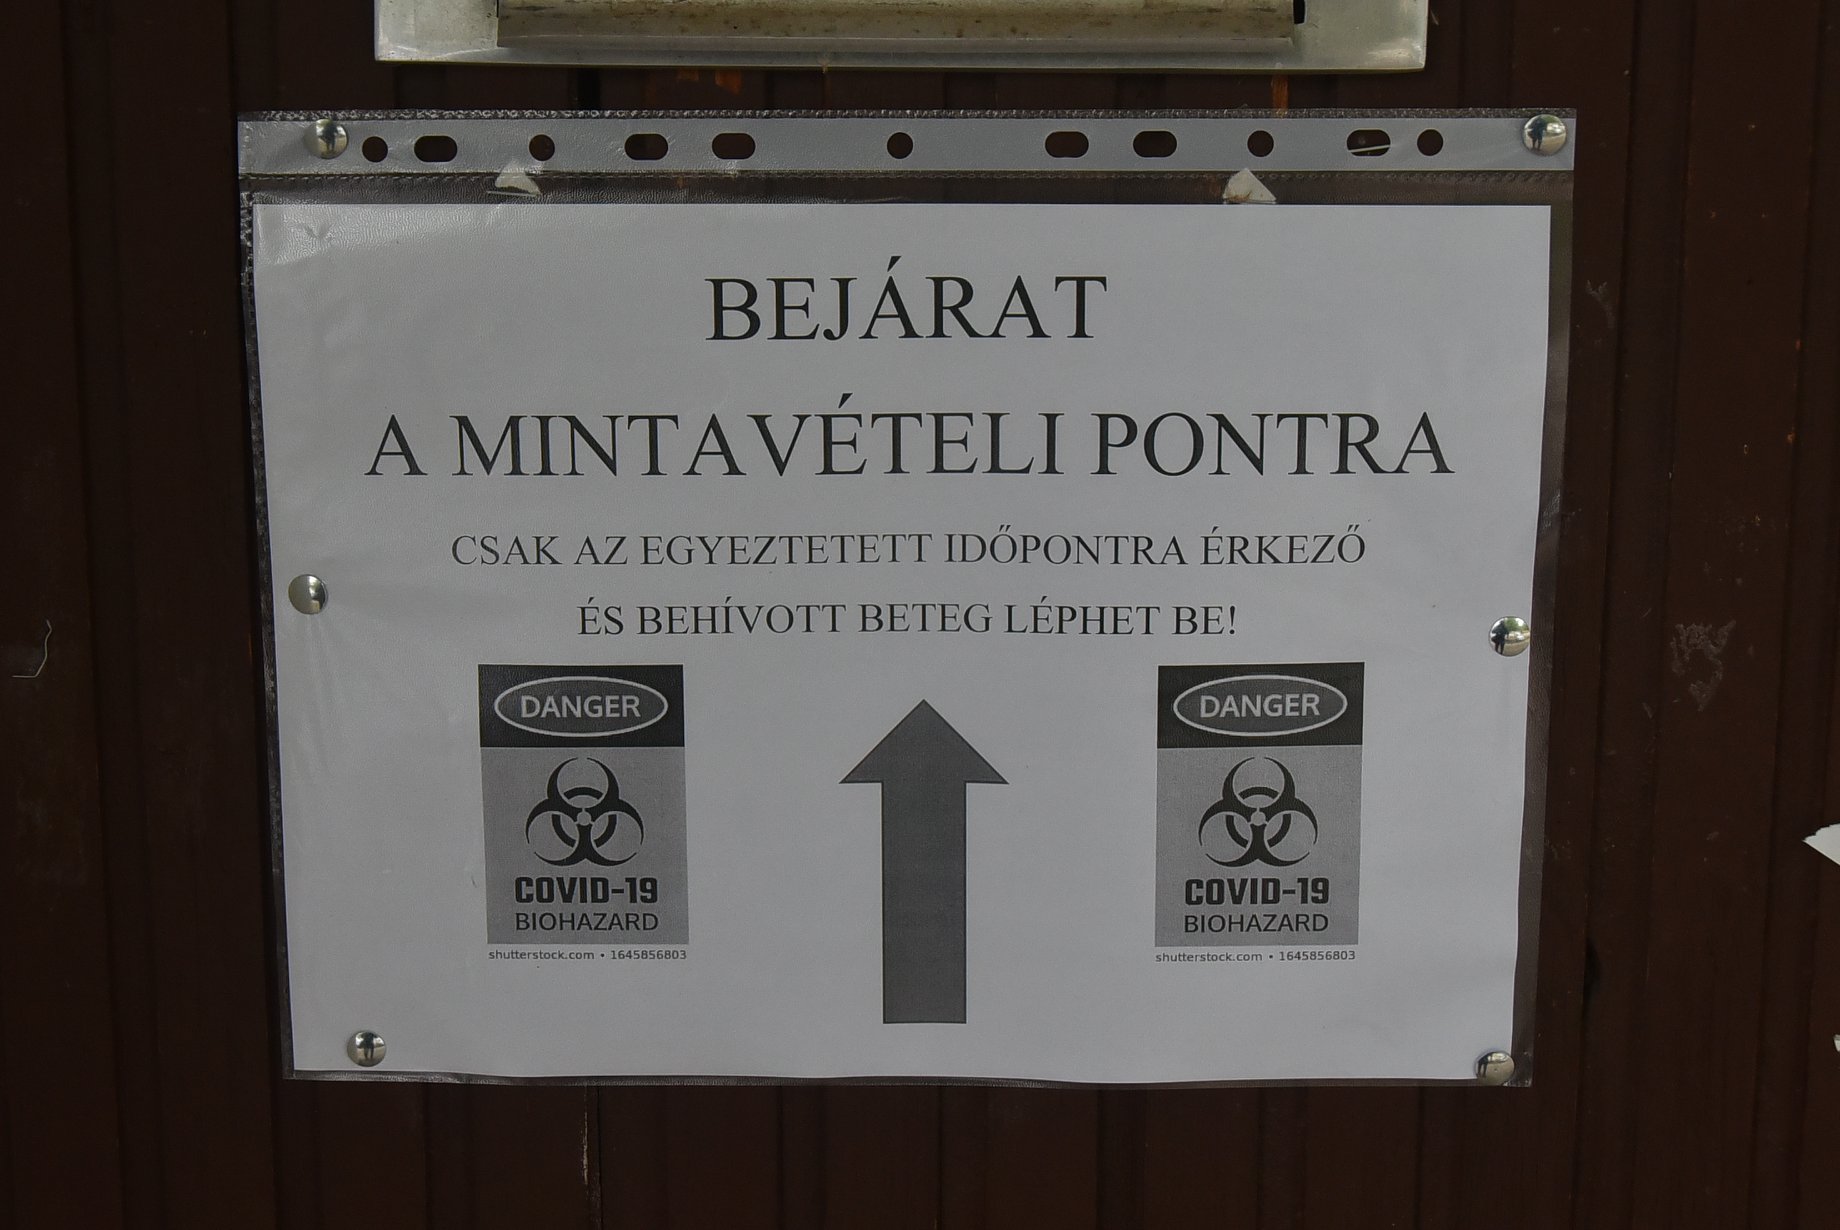 BEJÁRAT
A MINTAVÉTELI PONTRA
CSAK AZ EGYEZTETETT IDŐPONTRA ÉRKEZŐ
ÉS BEHÍVOTT BETEG LÉPHET BE!
DANGER
COVID-19
BIOHAZARD
shutterstock.com • 1645856803
DANGER
COVID-19
BIOHAZARD
shutterstock.com • 1645856803